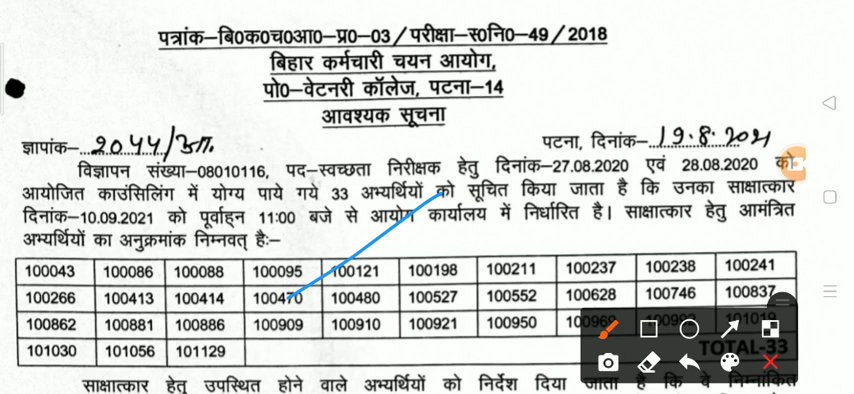 पत्रांक–बि0क0च0आ0–प्र0–03/परीक्षा–स0नि0–49/2018
बिहार कर्मचारी चयन आयोग,
पो0–वेटनरी कॉलेज, पटना–14
आवश्यक सूचना
ज्ञापांक–..2044/अप. पटना, दिनांक–..19.8.2021
विज्ञापन संख्या–08010116, पद–स्वच्छता निरीक्षक हेतु दिनांक–27.08.2020 एवं 28.08.2020 को
आयोजित काउंसिलिंग में योग्य पाये गये 33 अभ्यर्थियों को सूचित किया जाता है कि उनका साक्षात्कार
दिनांक–10.09.2021 को पूर्वाह्न 11:00 बजे से आयोग कार्यालय में निर्धारित है। साक्षात्कार हेतु आमंत्रित
अभ्यर्थियों का अनुक्रमांक निम्नवत् है:–
100043 100086 100088 100095 100121 100198 100211 100237 100238 100241
100266 100413 100414 100470 100480 100527 100552 100628 100746 100837
100862 100881 100886 100909 100910 100921 100950 101019
101030 101056 101129 TOTAL-33
साक्षात्कार हेतु उपस्थित होने वाले अभ्यर्थियों को निर्देश दिया जाता है कि वे निम्नांकित